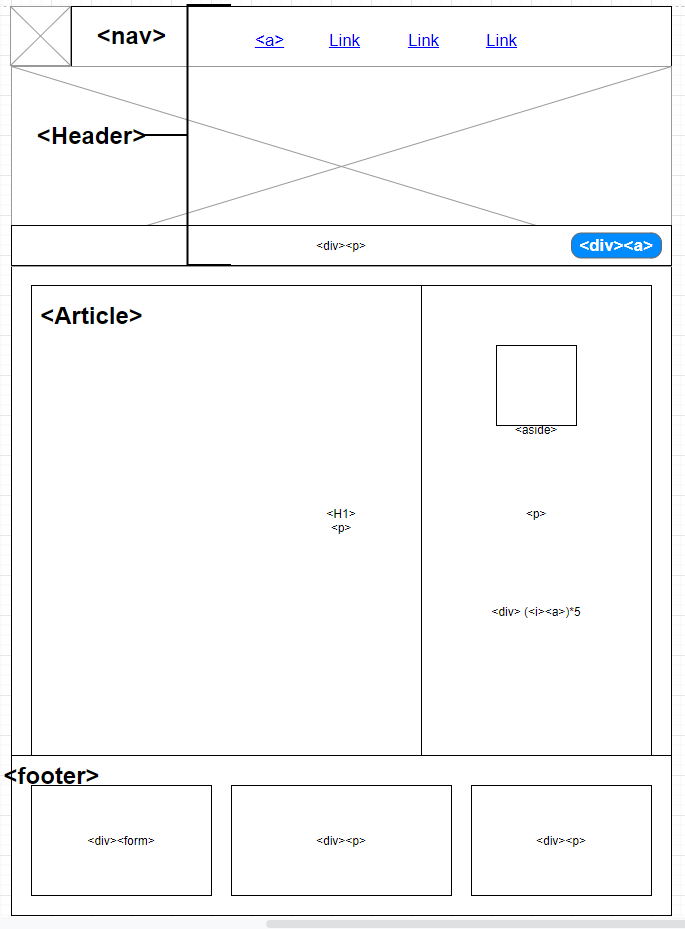 <nav>
<a>
Link
Link
Link
<Header>
<div><p>
<div><a>
<Article>
<aside>
<H1>
<p>
<p>
<div> (<i><a>)*5
<footer>
<div><form>
<div><p>
<div><p>